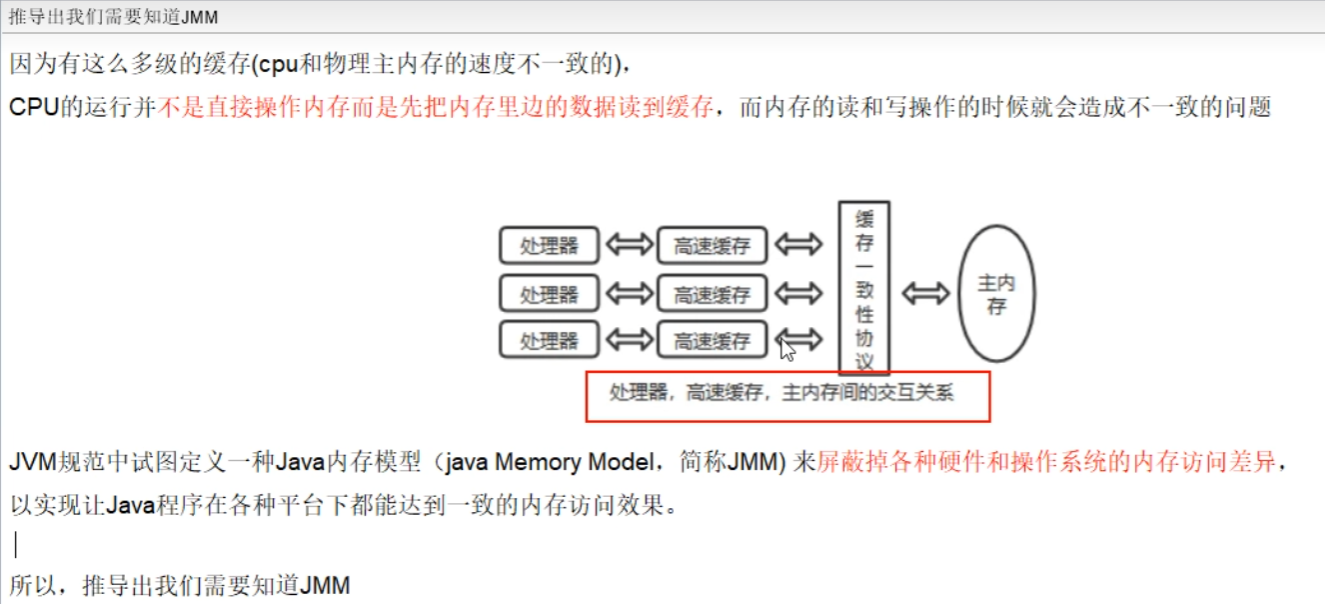 推导出我们需要知道JMM
因为有这么多级的缓存(cpu和物理主内存的速度不一致的),
CPU的运行并不是直接操作内存而是先把内存里边的数据读到缓存，而内存的读和写操作的时候就会造成不一致的问题
处理器
高速缓存
处理器
高速缓存
处理器
高速缓存
缓存一致性协议
主内
存
处理器，高速缓存，主内存间的交互关系
JVM规范中试图定义一种Java内存模型（java Memory Model，简称JMM) 来屏蔽掉各种硬件和操作系统的内存访问差异，
以实现让Java程序在各种平台下都能达到一致的内存访问效果。
所以，推导出我们需要知道JMM